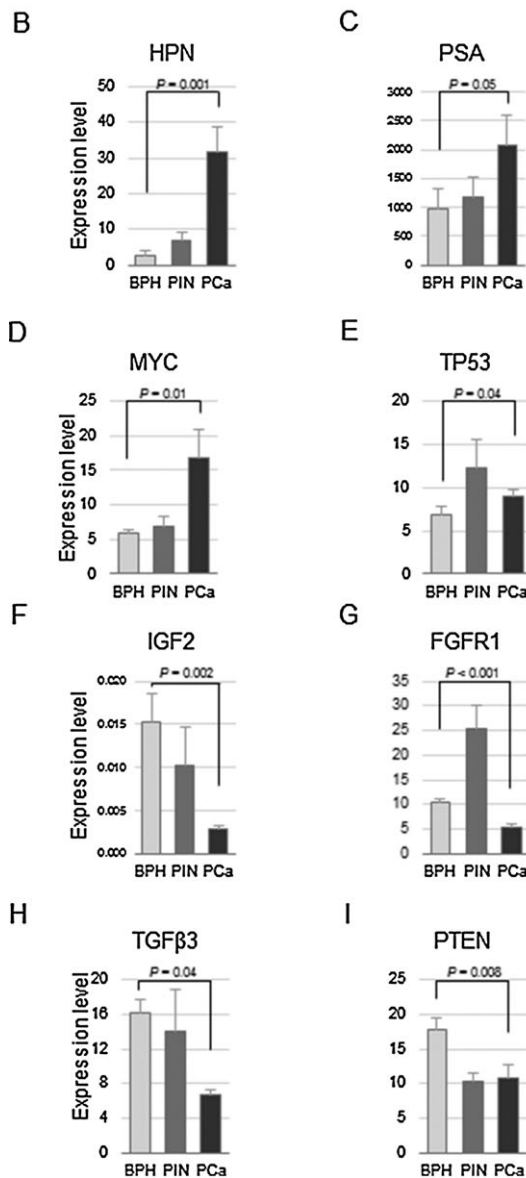 B
HPN
Expression level
50
40
30
20
10
0
P = 0.001
BPH PIN PCa
C
PSA
3000
2500
2000
1500
1000
500
0
P = 0.05
BPH PIN PCa
D
MYC
Expression level
25
20
15
10
5
0
P = 0.01
BPH PIN PCa
E
TP53
20
15
10
5
0
P = 0.04
BPH PIN PCa
F
IGF2
Expression level
0.020
0.015
0.010
0.005
0.000
P = 0.002
BPH PIN PCa
G
FGFR1
35
30
25
20
15
10
5
0
P < 0.001
BPH PIN PCa
H
TGFβ3
Expression level
20
16
12
8
4
0
P = 0.04
BPH PIN PCa
I
PTEN
25
20
15
10
5
0
P = 0.008
BPH PIN PCa